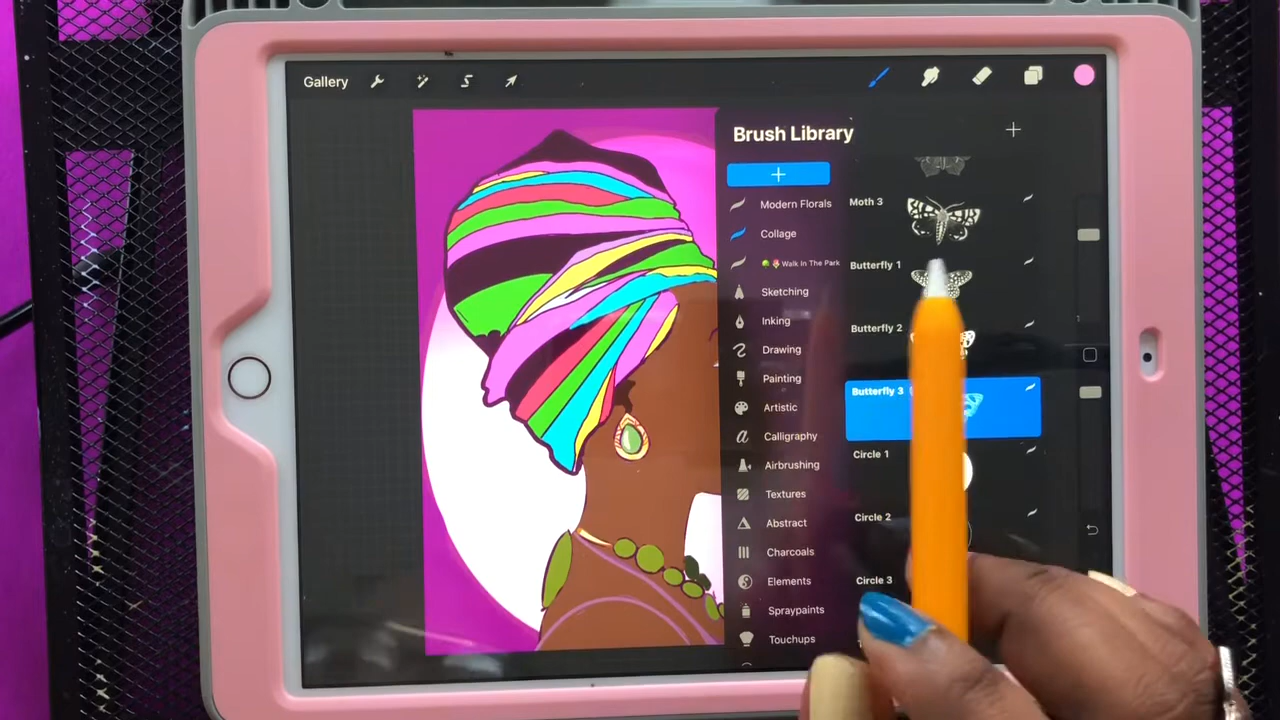 Gallery
Brush Library
Modern Florals
Collage
Walk In The Park
Sketching
Inking
Drawing
Painting
Artistic
Calligraphy
Airbrushing
Textures
Abstract
Charcoals
Elements
Spraypaints
Touchups
Moth 3
Butterfly 1
Butterfly 2
Butterfly 3
Circle 1
Circle 2
Circle 3